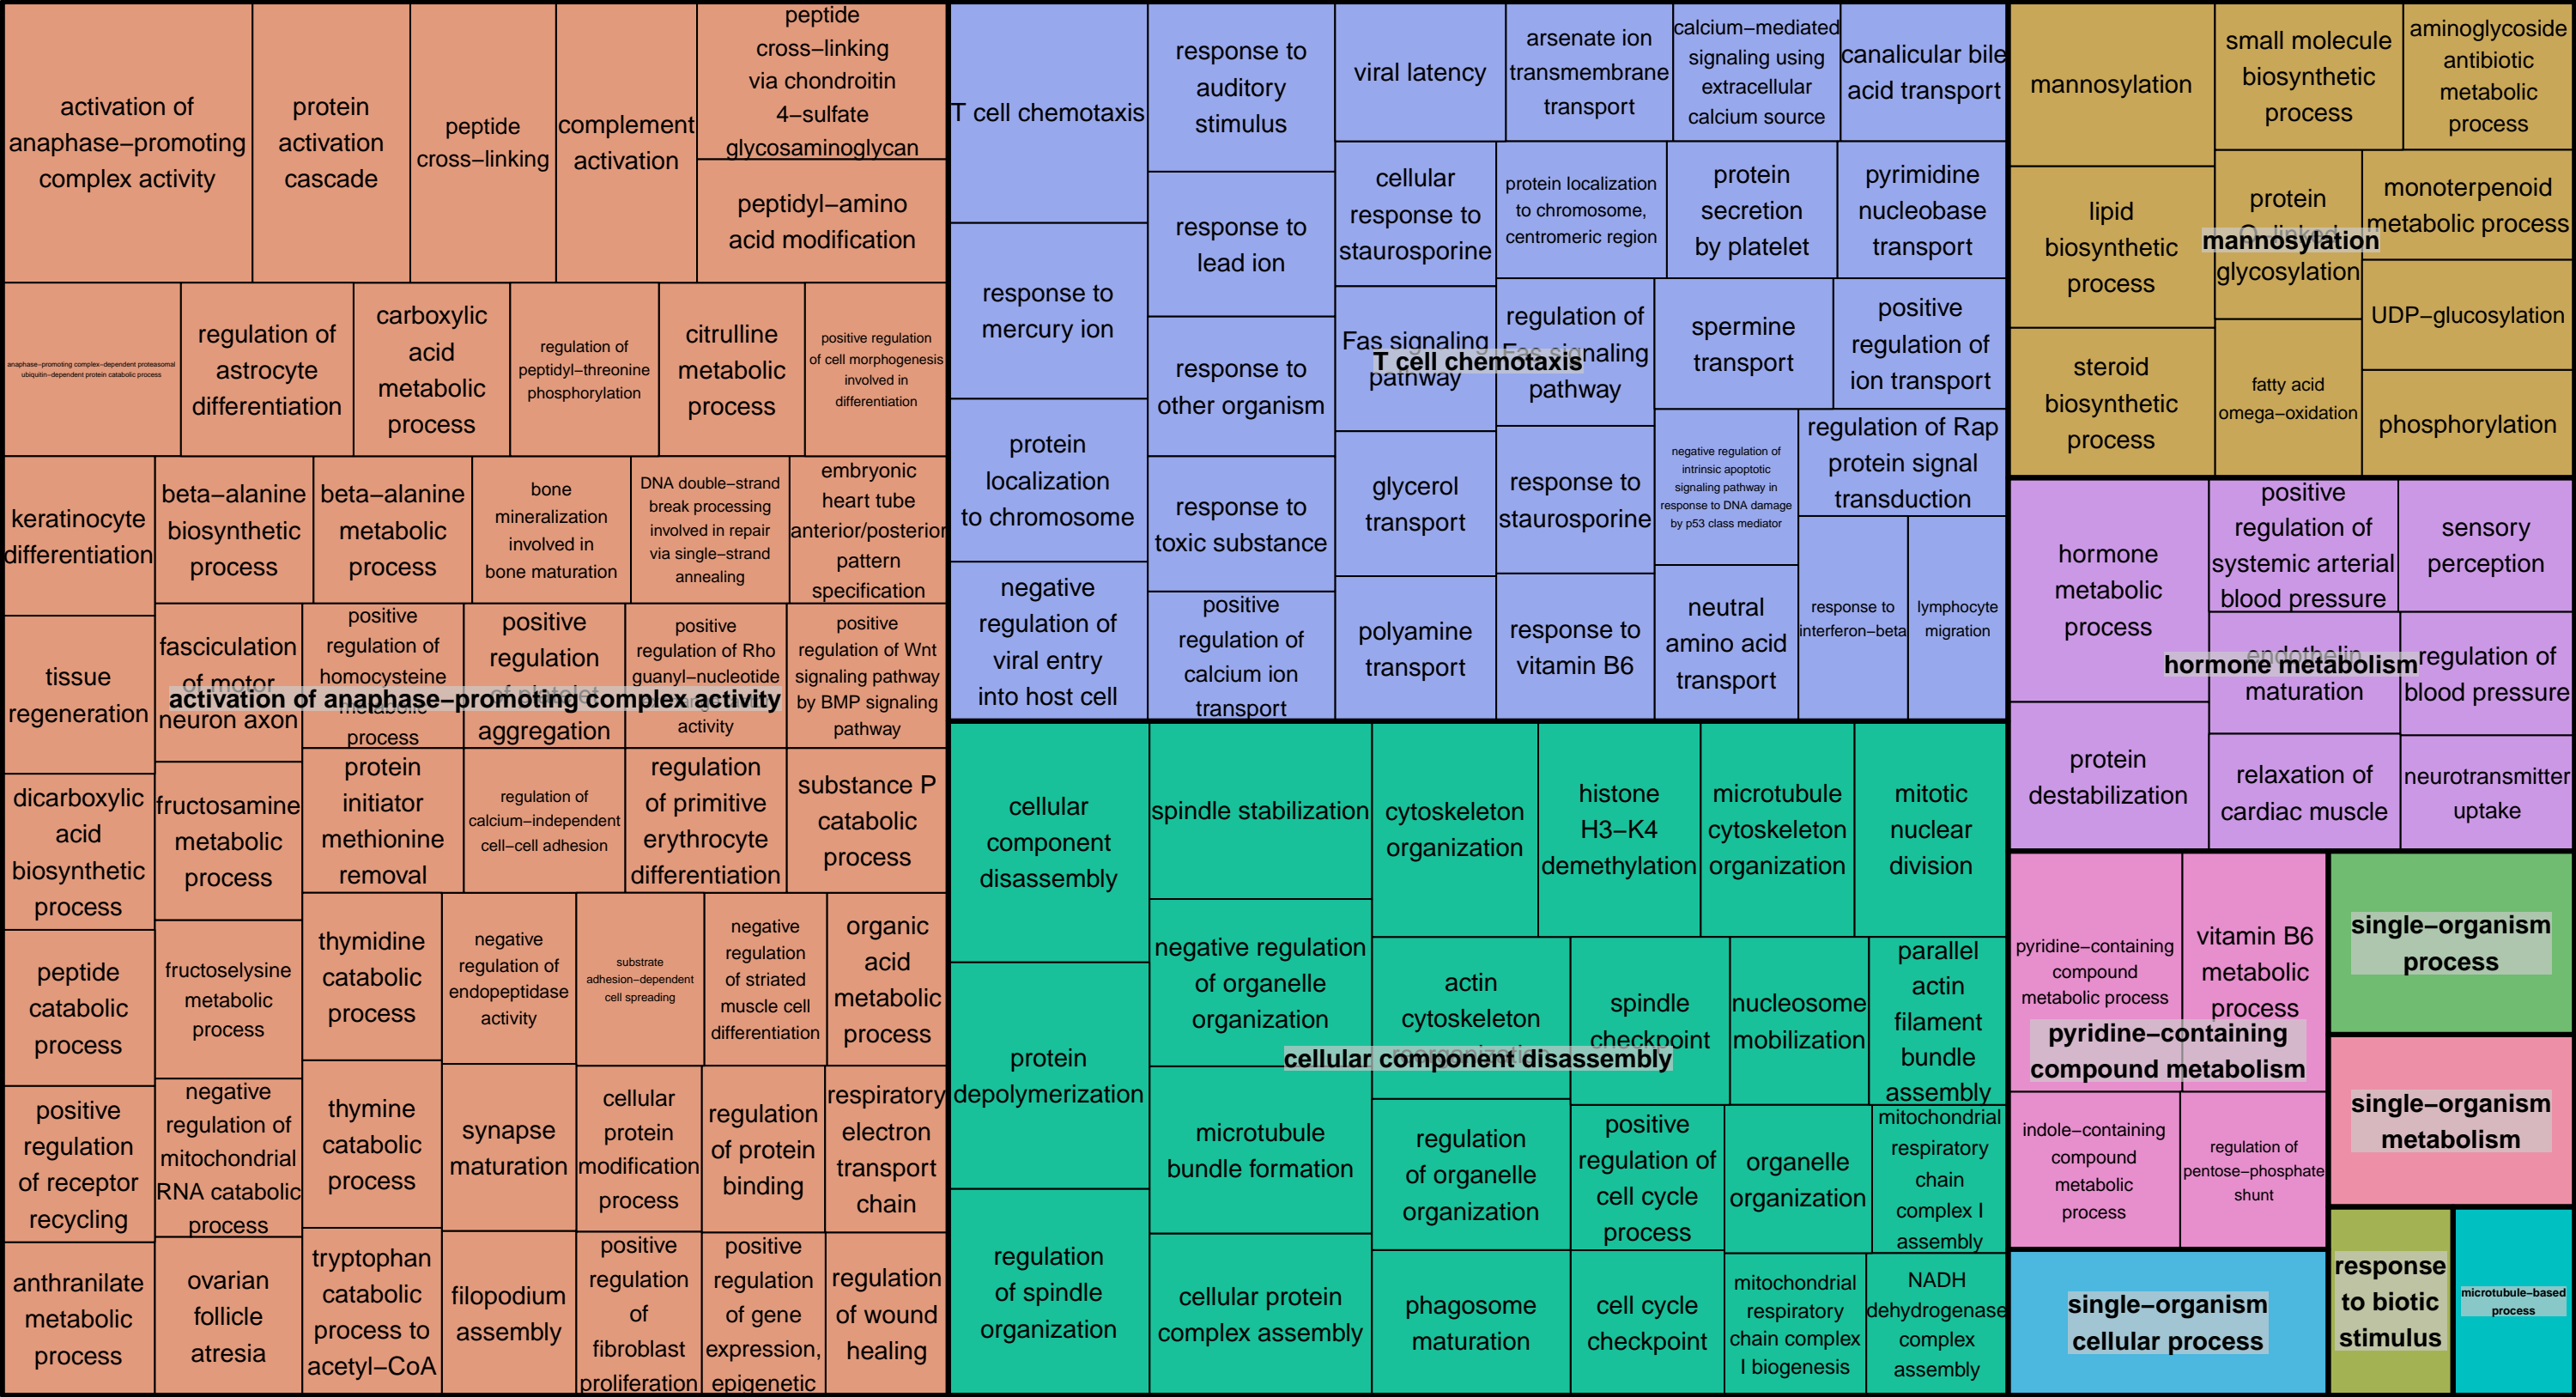 activation of
anaphase−promoting
complex activity
protein
activation
cascade
peptide
cross−linking
complement
activation
peptide
cross−linking
via chondroitin
4−sulfate
glycosaminoglycan
peptidyl−amino
acid modification
anaphase−promoting complex−dependent proteasomal
ubiquitin−dependent protein catabolic process
regulation of
astrocyte
differentiation
carboxylic
acid
metabolic
process
regulation of
peptidyl−threonine
phosphorylation
citrulline
metabolic
process
positive regulation
of cell morphogenesis
involved in
differentiation
keratinocyte
differentiation
beta−alanine
biosynthetic
process
beta−alanine
metabolic
process
bone
mineralization
involved in
bone maturation
DNA double−strand
break processing
involved in repair
via single−strand
annealing
embryonic
heart tube
anterior/posterior
pattern
specification
tissue
regeneration
fasciculation
of motor
neuron axon
positive
regulation of
homocysteine
metabolic
process
positive
regulation
of platelet
aggregation
positive
regulation of Rho
guanyl−nucleotide
activity
positive
regulation of Wnt
signaling pathway
by BMP signaling
pathway
activation of anaphase−promoting complex activity
dicarboxylic
acid
biosynthetic
process
fructosamine
metabolic
process
protein
initiator
methionine
removal
regulation of
calcium−independent
cell−cell adhesion
regulation
of primitive
erythrocyte
differentiation
substance P
catabolic
process
peptide
catabolic
process
fructoselysine
metabolic
process
thymidine
catabolic
process
negative
regulation of
endopeptidase
activity
substrate
adhesion−dependent
cell spreading
negative
regulation
of striated
muscle cell
differentiation
organic
acid
metabolic
process
positive
regulation
of receptor
recycling
negative
regulation of
mitochondrial
RNA catabolic
process
thymine
catabolic
process
synapse
maturation
cellular
protein
modification
process
regulation
of protein
binding
respiratory
electron
transport
chain
anthranilate
metabolic
process
ovarian
follicle
atresia
tryptophan
catabolic
process to
acetyl−CoA
filopodium
assembly
positive
regulation
of
fibroblast
proliferation
positive
regulation
of gene
expression,
epigenetic
regulation
of wound
healing
T cell chemotaxis
response to
auditory
stimulus
viral latency
arsenate ion
transmembrane
transport
calcium−mediated
signaling using
extracellular
calcium source
canalicular bile
acid transport
response to
mercury ion
response to
lead ion
cellular
response to
staurosporine
protein localization
to chromosome,
centromeric region
protein
secretion
by platelet
pyrimidine
nucleobase
transport
response to
other organism
Fas signaling
pathway
regulation of
Fas signaling
pathway
spermine
transport
positive
regulation of
ion transport
T cell chemotaxis
protein
localization
to chromosome
response to
toxic substance
glycerol
transport
response to
staurosporine
negative regulation of
intrinsic apoptotic
signaling pathway in
response to DNA damage
by p53 class mediator
regulation of Rap
protein signal
transduction
negative
regulation of
viral entry
into host cell
positive
regulation of
calcium ion
transport
polyamine
transport
response to
vitamin B6
neutral
amino acid
transport
response to
interferon−beta
lymphocyte
migration
cellular
component
disassembly
spindle stabilization
cytoskeleton
organization
histone
H3−K4
demethylation
microtubule
cytoskeleton
organization
mitotic
nuclear
division
protein
depolymerization
negative regulation
of organelle
organization
actin
cytoskeleton
reorganization
spindle
checkpoint
nucleosome
mobilization
parallel
actin
filament
bundle
assembly
cellular component disassembly
microtubule
bundle formation
regulation
of organelle
organization
positive
regulation of
cell cycle
process
organelle
organization
mitochondrial
respiratory
chain
complex I
assembly
regulation
of spindle
organization
cellular protein
complex assembly
phagosome
maturation
cell cycle
checkpoint
mitochondrial
respiratory
chain complex
I biogenesis
NADH
dehydrogenase
complex
assembly
mannosylation
small molecule
biosynthetic
process
aminoglycoside
antibiotic
metabolic
process
lipid
biosynthetic
process
protein
O−linked
glycosylation
monoterpenoid
metabolic process
mannosylation
UDP−glucosylation
steroid
biosynthetic
process
fatty acid
omega−oxidation
phosphorylation
hormone
metabolic
process
positive
regulation of
systemic arterial
blood pressure
sensory
perception
endothelin
maturation
regulation of
blood pressure
hormone metabolism
protein
destabilization
relaxation of
cardiac muscle
neurotransmitter
uptake
pyridine−containing
compound
metabolic process
vitamin B6
metabolic
process
pyridine−containing
compound metabolism
indole−containing
compound
metabolic
process
regulation of
pentose−phosphate
shunt
single−organism
process
single−organism
metabolism
single−organism
cellular process
response
to biotic
stimulus
microtubule−based
process